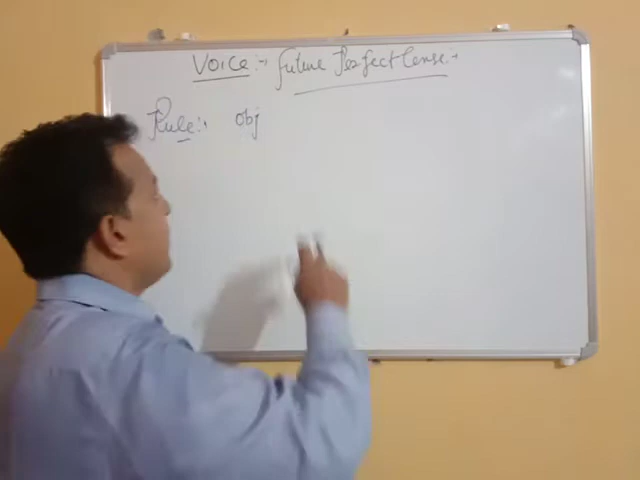 Voice :- Future Perfect Tense :-
Rule :- obj